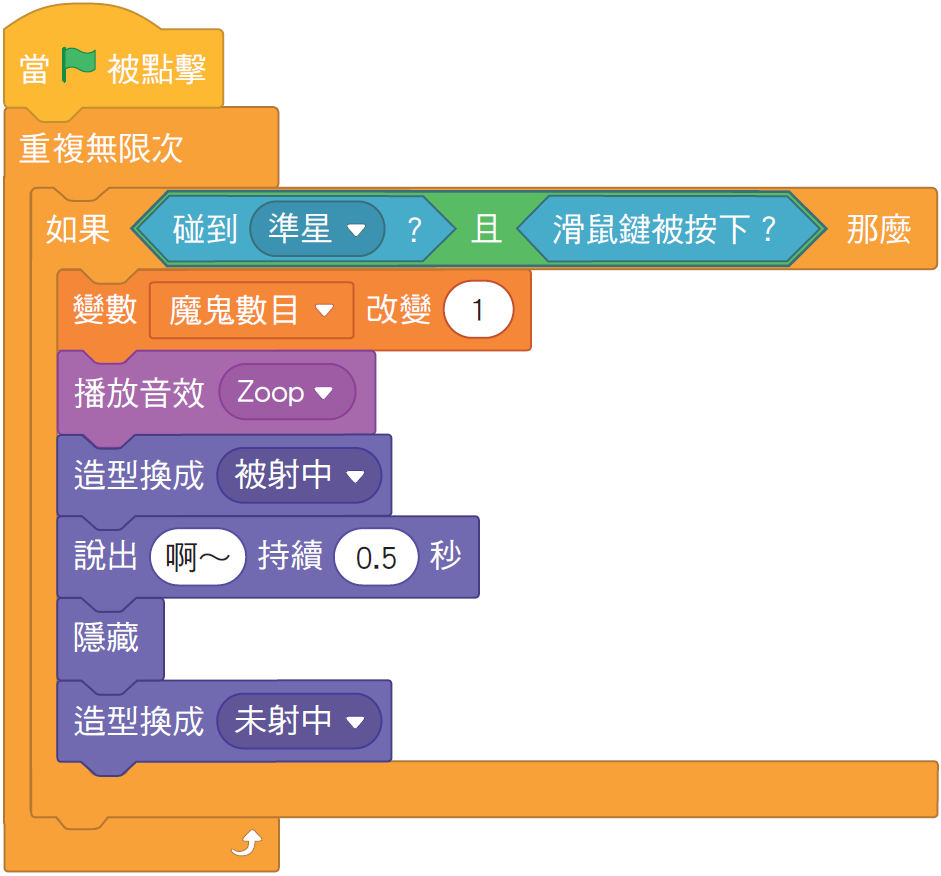 當 被點擊
重複無限次
如果 碰到 準星 ? 且 滑鼠鍵被按下? 那麼
變數 魔鬼數目 改變 1
播放音效 Zoop
造型換成 被射中
說出 啊～ 持續 0.5 秒
隱藏
造型換成 未射中